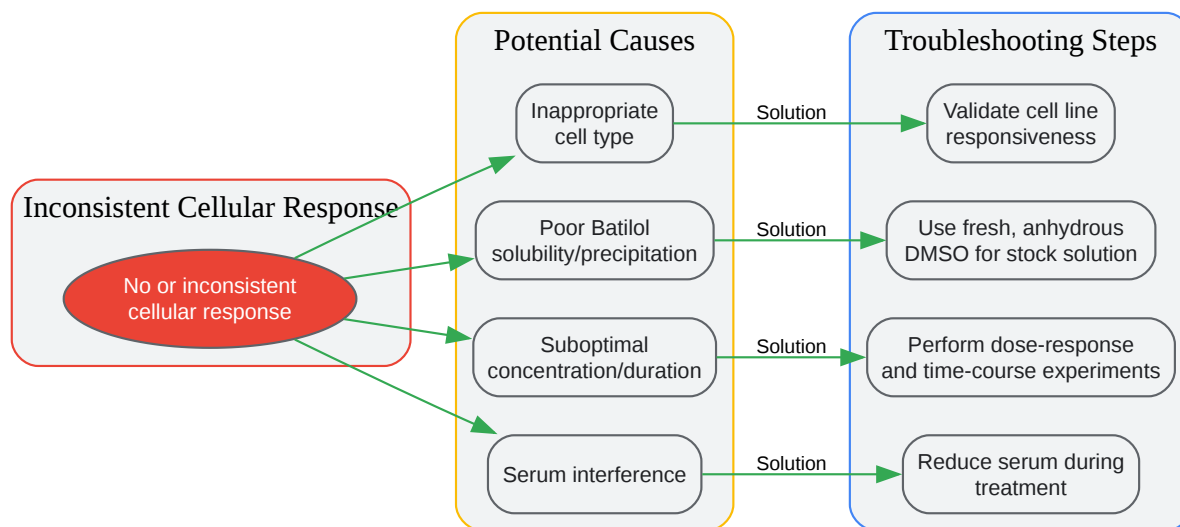 Inconsistent Cellular Response
No or inconsistent
cellular response
Potential Causes
Inappropriate
cell type
Poor Batilol
solubility/precipitation
Suboptimal
concentration/duration
Serum interference
Solution
Solution
Solution
Solution
Troubleshooting Steps
Validate cell line
responsiveness
Use fresh, anhydrous
DMSO for stock solution
Perform dose-response
and time-course experiments
Reduce serum during
treatment